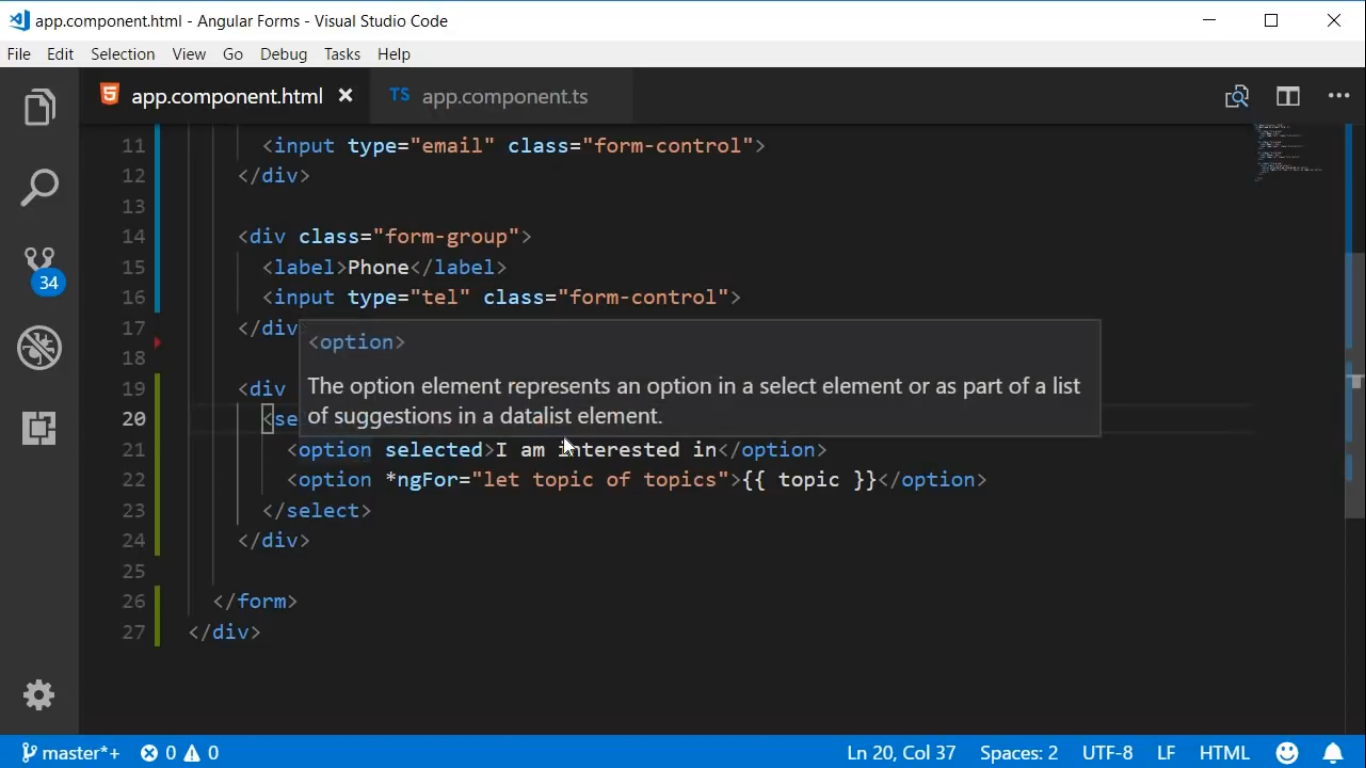 app.component.html - Angular Forms - Visual Studio Code
File Edit Selection View Go Debug Tasks Help
app.component.html
TS app.component.ts
11 <input type="email" class="form-control">
12 </div>
13
14 <div class="form-group">
15 <label>Phone</label>
16 <input type="tel" class="form-control">
17 </div
18
<option>
The option element represents an option in a select element or as part of a list
of suggestions in a datalist element.
19 <div
20 <se
21 <option selected>I am interested in</option>
22 <option *ngFor="let topic of topics">{{ topic }}</option>
23 </select>
24 </div>
25
26 </form>
27 </div>
34
master*+ 0 0 Ln 20, Col 37 Spaces: 2 UTF-8 LF HTML